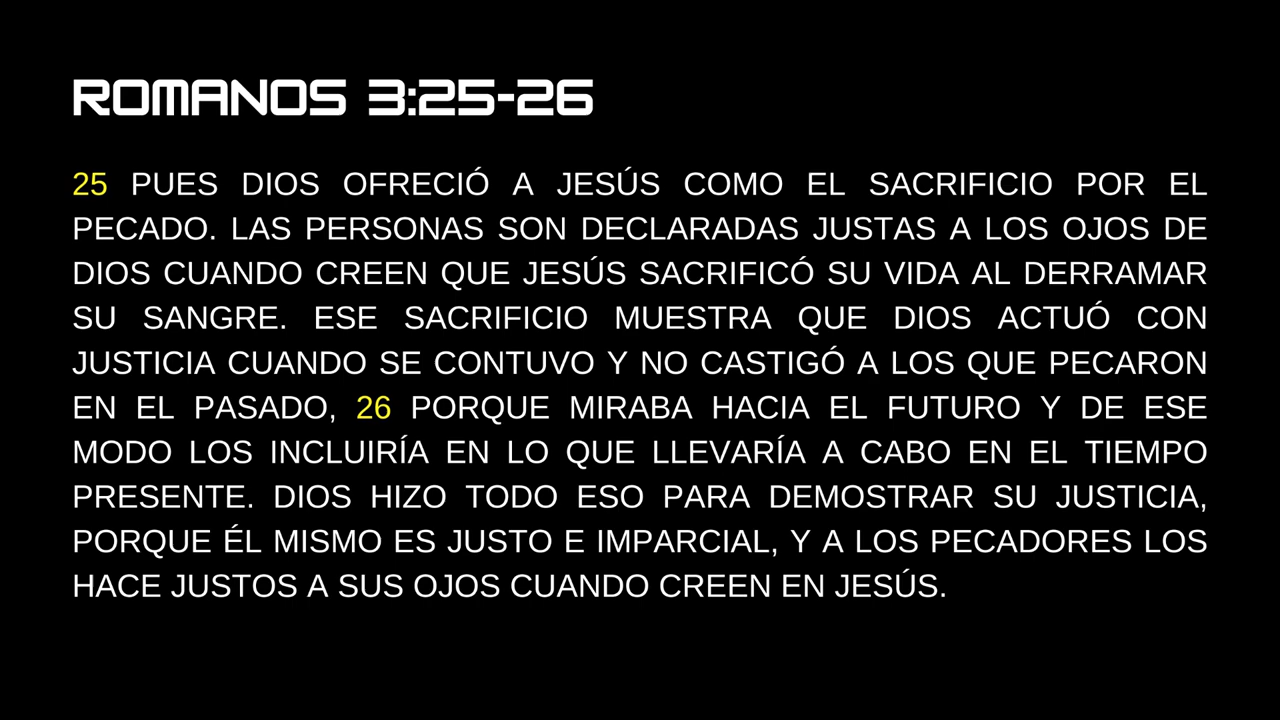 ROMANOS 3:25-26
25 PUES DIOS OFRECIÓ A JESÚS COMO EL SACRIFICIO POR EL
PECADO. LAS PERSONAS SON DECLARADAS JUSTAS A LOS OJOS DE
DIOS CUANDO CREEN QUE JESÚS SACRIFICÓ SU VIDA AL DERRAMAR
SU SANGRE. ESE SACRIFICIO MUESTRA QUE DIOS ACTUÓ CON
JUSTICIA CUANDO SE CONTUVO Y NO CASTIGÓ A LOS QUE PECARON
EN EL PASADO, 26 PORQUE MIRABA HACIA EL FUTURO Y DE ESE
MODO LOS INCLUIRÍA EN LO QUE LLEVARÍA A CABO EN EL TIEMPO
PRESENTE. DIOS HIZO TODO ESO PARA DEMOSTRAR SU JUSTICIA,
PORQUE ÉL MISMO ES JUSTO E IMPARCIAL, Y A LOS PECADORES LOS
HACE JUSTOS A SUS OJOS CUANDO CREEN EN JESÚS.